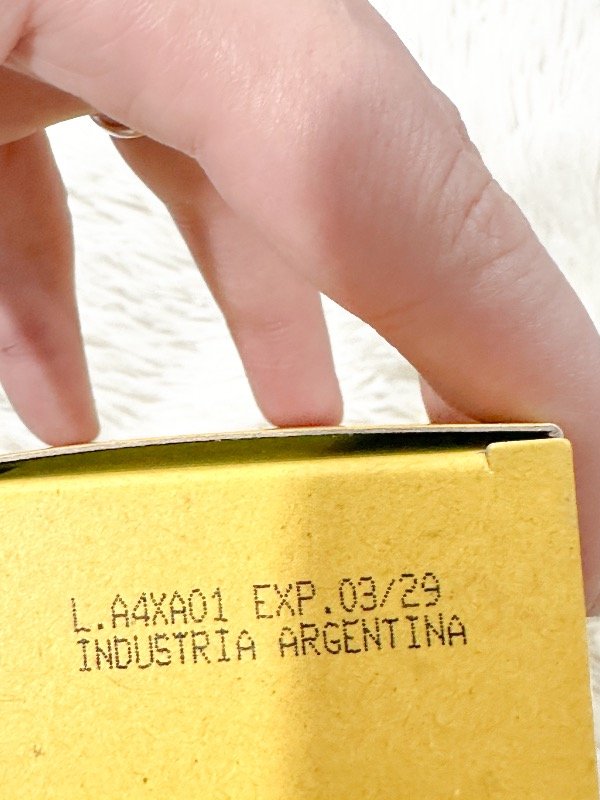 L.A4XA01 EXP.03/29
INDUSTRIA ARGENTINA